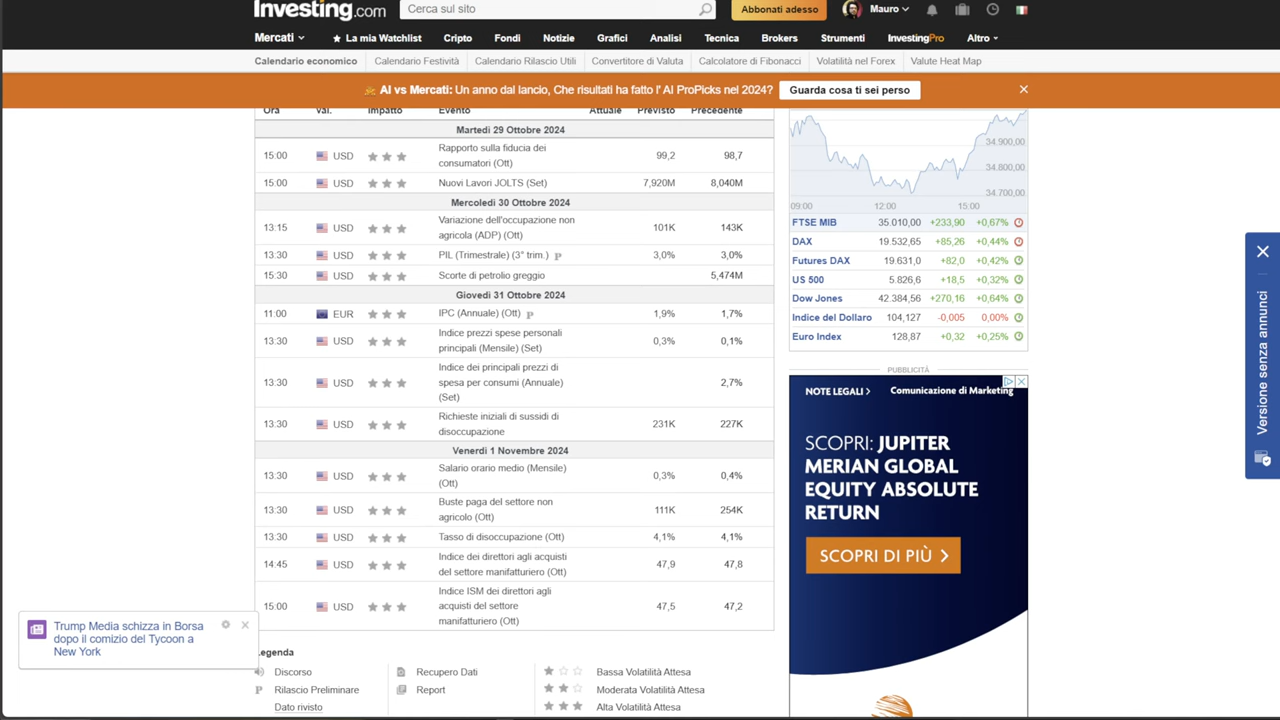 Investing.com
Cerca sul sito
Abbonati adesso
Mauro
Mercati
La mia Watchlist
Cripto
Fondi
Notizie
Grafici
Analisi
Tecnica
Brokers
Strumenti
InvestingPro
Altro
Calendario economico
Calendario Festività
Calendario Rilascio Utili
Convertitore di Valuta
Calcolatore di Fibonacci
Volatilità nel Forex
Valute Heat Map
AI vs Mercati: Un anno dal lancio, Che risultati ha fatto l' AI ProPicks nel 2024?
Guarda cosa ti sei perso
Ora Val. Impatto Evento Attuale Previsto Precedente
Martedì 29 Ottobre 2024
15:00 USD Rapporto sulla fiducia dei 99,2 98,7
consumatori (Ott)
15:00 USD Nuovi Lavori JOLTS (Set) 7,920M 8,040M
Mercoledì 30 Ottobre 2024
13:15 USD Variazione dell'occupazione non 101K 143K
agricola (ADP) (Ott)
13:30 USD PIL (Trimestrale) (3° trim.) P 3,0% 3,0%
15:30 USD Scorte di petrolio greggio 5,474M
Giovedì 31 Ottobre 2024
11:00 EUR IPC (Annuale) (Ott) P 1,9% 1,7%
13:30 USD Indice prezzi spese personali 0,3% 0,1%
principali (Mensile) (Set)
13:30 USD Indice dei principali prezzi di 2,7%
spesa per consumi (Annuale)
(Set)
13:30 USD Richieste iniziali di sussidi di 231K 227K
disoccupazione
Venerdì 1 Novembre 2024
13:30 USD Salario orario medio (Mensile) 0,3% 0,4%
(Ott)
13:30 USD Buste paga del settore non 111K 254K
agricolo (Ott)
13:30 USD Tasso di disoccupazione (Ott) 4,1% 4,1%
14:45 USD Indice dei direttori agli acquisti 47,9 47,8
del settore manifatturiero (Ott)
15:00 USD Indice ISM dei direttori agli 47,5 47,2
acquisti del settore
manifatturiero (Ott)
Legenda
Discorso
P Rilascio Preliminare
Dato rivisto
Recupero Dati
Report
Bassa Volatilità Attesa
Moderata Volatilità Attesa
Alta Volatilità Attesa
34.900,00
34.800,00
34.700,00
09:00 12:00 15:00
FTSE MIB 35.010,00 +233,90 +0,67%
DAX 19.532,65 +85,26 +0,44%
Futures DAX 19.631,0 +82,0 +0,42%
US 500 5.826,6 +18,5 +0,32%
Dow Jones 42.384,56 +270,16 +0,64%
Indice del Dollaro 104,127 -0,005 0,00%
Euro Index 128,87 +0,32 +0,25%
PUBBLICITÀ
NOTE LEGALI >
Comunicazione di Marketing
SCOPRI: JUPITER
MERIAN GLOBAL
EQUITY ABSOLUTE
RETURN
SCOPRI DI PIÙ >
Versione senza annunci
Trump Media schizza in Borsa
dopo il comizio del Tycoon a
New York